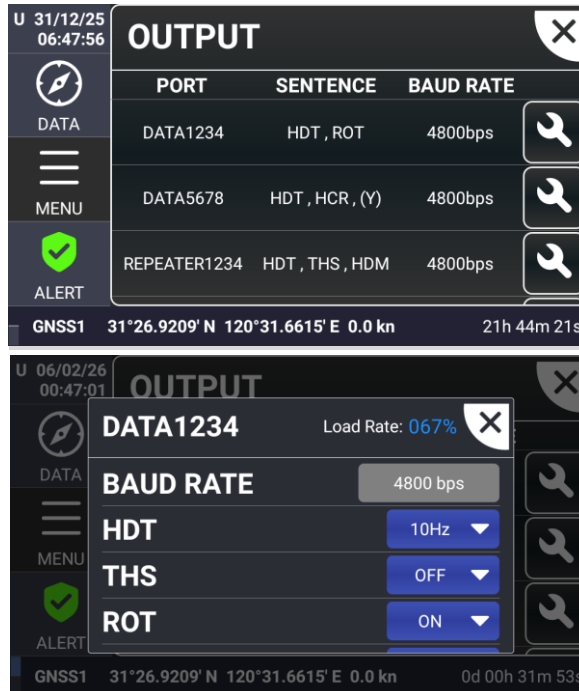 U 31/12/25
06:47:56
OUTPUT
PORT SENTENCE BAUD RATE
DATA
DATA1234 HDT , ROT 4800bps
MENU
DATA5678 HDT , HCR , (Y) 4800bps
REPEATER1234 HDT , THS , HDM 4800bps
ALERT
GNSS1 31°26.9209' N 120°31.6615' E 0.0 kn 21h 44m 21s
U 06/02/26
00:47:01
OUTPUT
DATA1234 Load Rate: 067%
DATA
BAUD RATE 4800 bps
HDT 10Hz
MENU
THS OFF
ROT ON
ALERT
GNSS1 31°26.9209' N 120°31.6615' E 0.0 kn 0d 00h 31m 53s